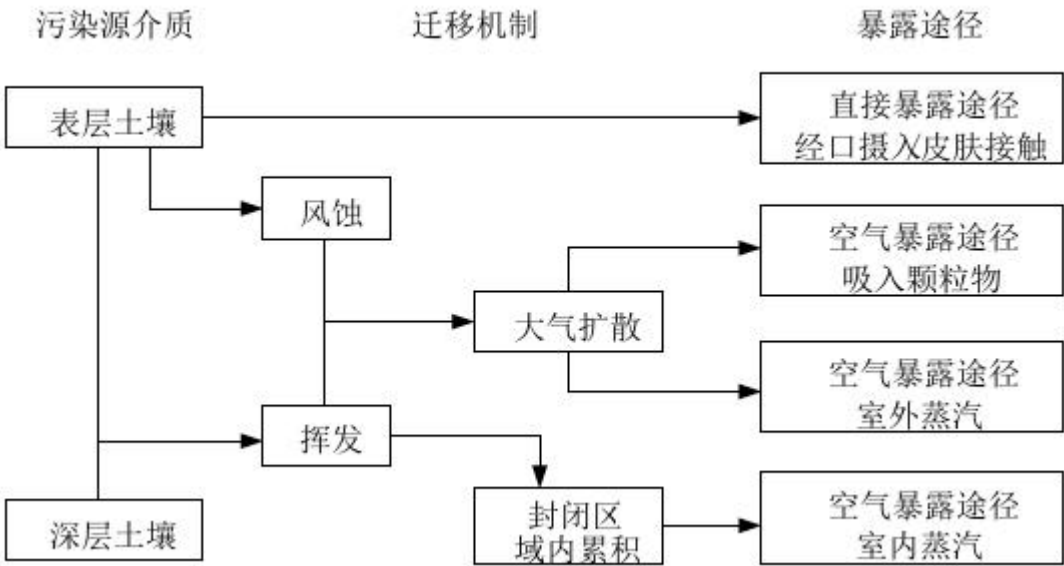 污染源介质
迁移机制
暴露途径
表层土壤
直接暴露途径
经口摄入/皮肤接触
风蚀
空气暴露途径
吸入颗粒物
大气扩散
空气暴露途径
室外蒸汽
挥发
封闭区
域内累积
空气暴露途径
室内蒸汽
深层土壤